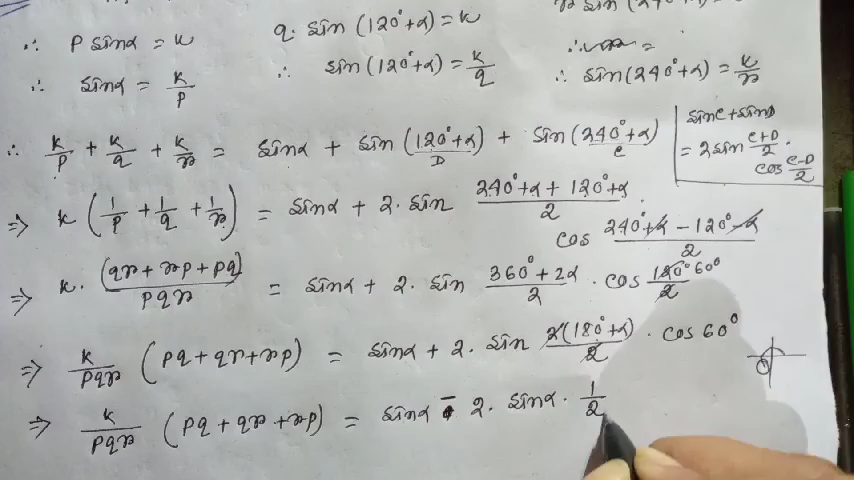 ∴ P sinα = k
q. sin(120°+α) = k
∴ sinα = k/p
∴ sin(120°+α) = k/q
∴ sin(240°+α) = k/r
∴ k/p + k/q + k/r = sinα + sin(120°+α) + sin(240°+α)
D C
sinC + sinD
= 2 sin (C+D)/2 .
cos (C-D)/2
⇒ k (1/p + 1/q + 1/r) = sinα + 2. sin (240°+α + 120°+α)/2 .
cos (240°+α - 120°-α)/2
⇒ k. (qr + rp + pq)/pqr = sinα + 2. sin (360°+2α)/2 . cos 120°/2 60°
⇒ k/pqr (pq + qr + rp) = sinα + 2. sin 2(180°+α)/2 . cos 60°
⇒ k/pqr (pq + qr + rp) = sinα - 2. sinα. 1/2